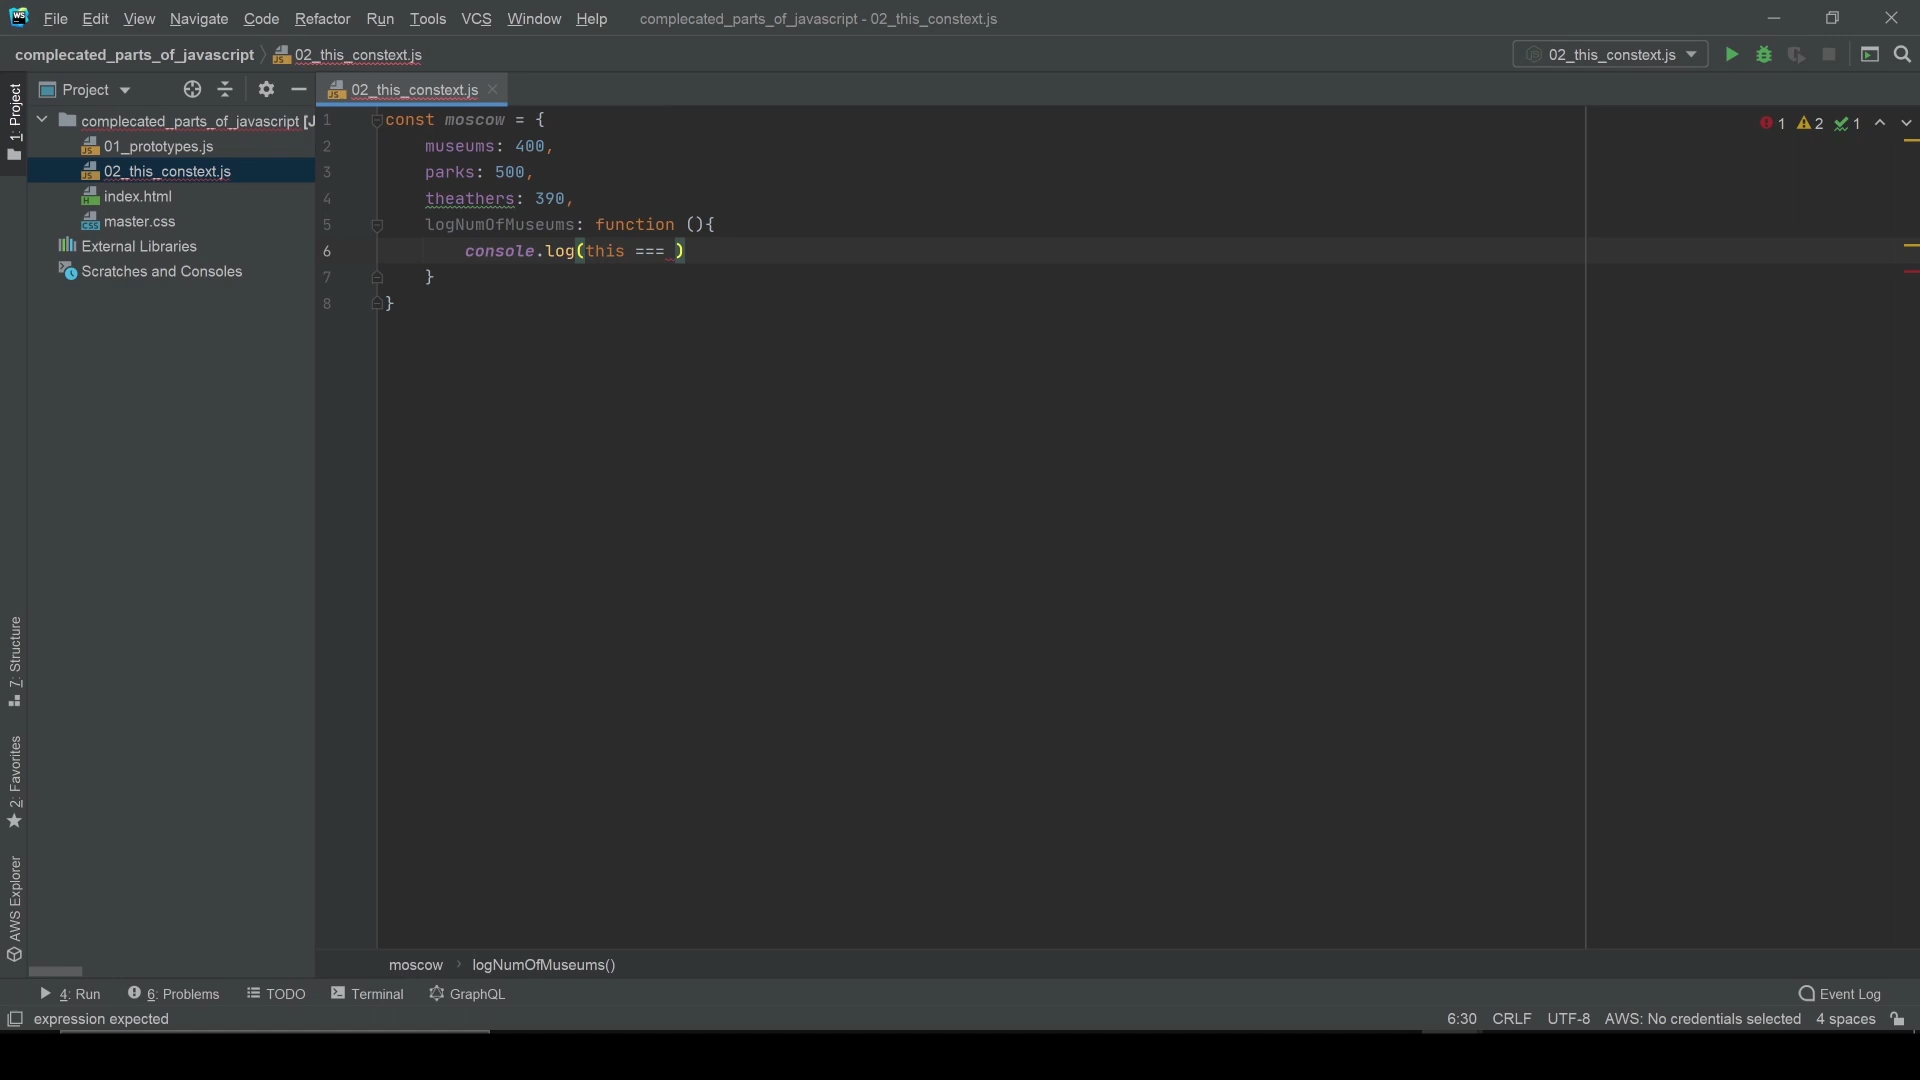 WS File Edit View Navigate Code Refactor Run Tools VCS Window Help complecated_parts_of_javascript - 02_this_constext.js
complecated_parts_of_javascript 02_this_constext.js 02_this_constext.js
1: Project
Project
complecated_parts_of_javascript [J
01_prototypes.js
02_this_constext.js
index.html
master.css
External Libraries
Scratches and Consoles
7: Structure
2: Favorites
AWS Explorer
02_this_constext.js
1 2 1
1 const moscow = {
2 museums: 400,
3 parks: 500,
4 theathers: 390,
5 logNumOfMuseums: function (){
6 console.log(this === )
7 }
8 }
moscow logNumOfMuseums()
4: Run 6: Problems TODO Terminal GraphQL Event Log
expression expected 6:30 CRLF UTF-8 AWS: No credentials selected 4 spaces